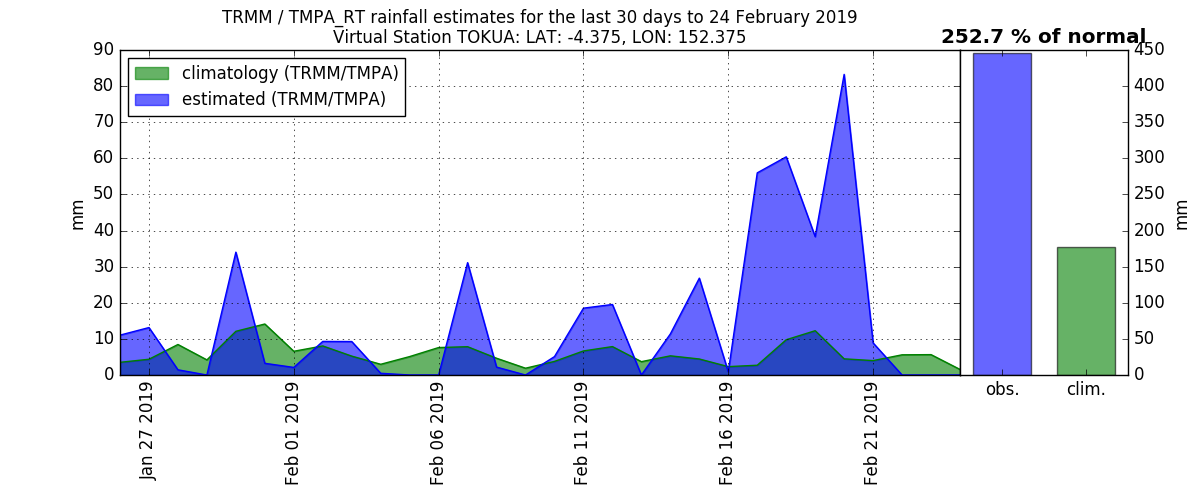 TRMM / TMPA_RT rainfall estimates for the last 30 days to 24 February 2019
Virtual Station TOKUA: LAT: -4.375, LON: 152.375
252.7 % of normal
climatology (TRMM/TMPA)
estimated (TRMM/TMPA)
90
80
70
60
50
40
30
20
10
0
mm
Jan 27 2019
Feb 01 2019
Feb 06 2019
Feb 11 2019
Feb 16 2019
Feb 21 2019
450
400
350
300
250
200
150
100
50
0
mm
obs.
clim.